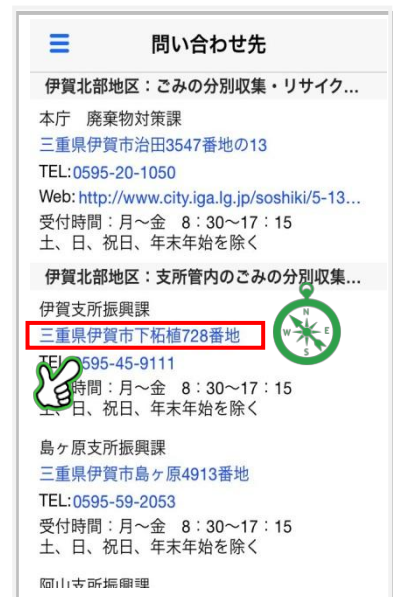 問い合わせ先
伊賀北部地区：ごみの分別収集・リサイク...
本庁　廃棄物対策課
三重県伊賀市治田3547番地の13
TEL:0595-20-1050
Web: http://www.city.iga.lg.jp/soshiki/5-13...
受付時間：月〜金　8：30〜17：15
土、日、祝日、年末年始を除く
伊賀北部地区：支所管内のごみの分別収集...
伊賀支所振興課
三重県伊賀市下柘植728番地
N
W
E
S
TEL:0595-45-9111
時間：月〜金　8：30〜17：15
土、日、祝日、年末年始を除く
島ヶ原支所振興課
三重県伊賀市島ヶ原4913番地
TEL:0595-59-2053
受付時間：月〜金　8：30〜17：15
土、日、祝日、年末年始を除く
阿山支所振興課